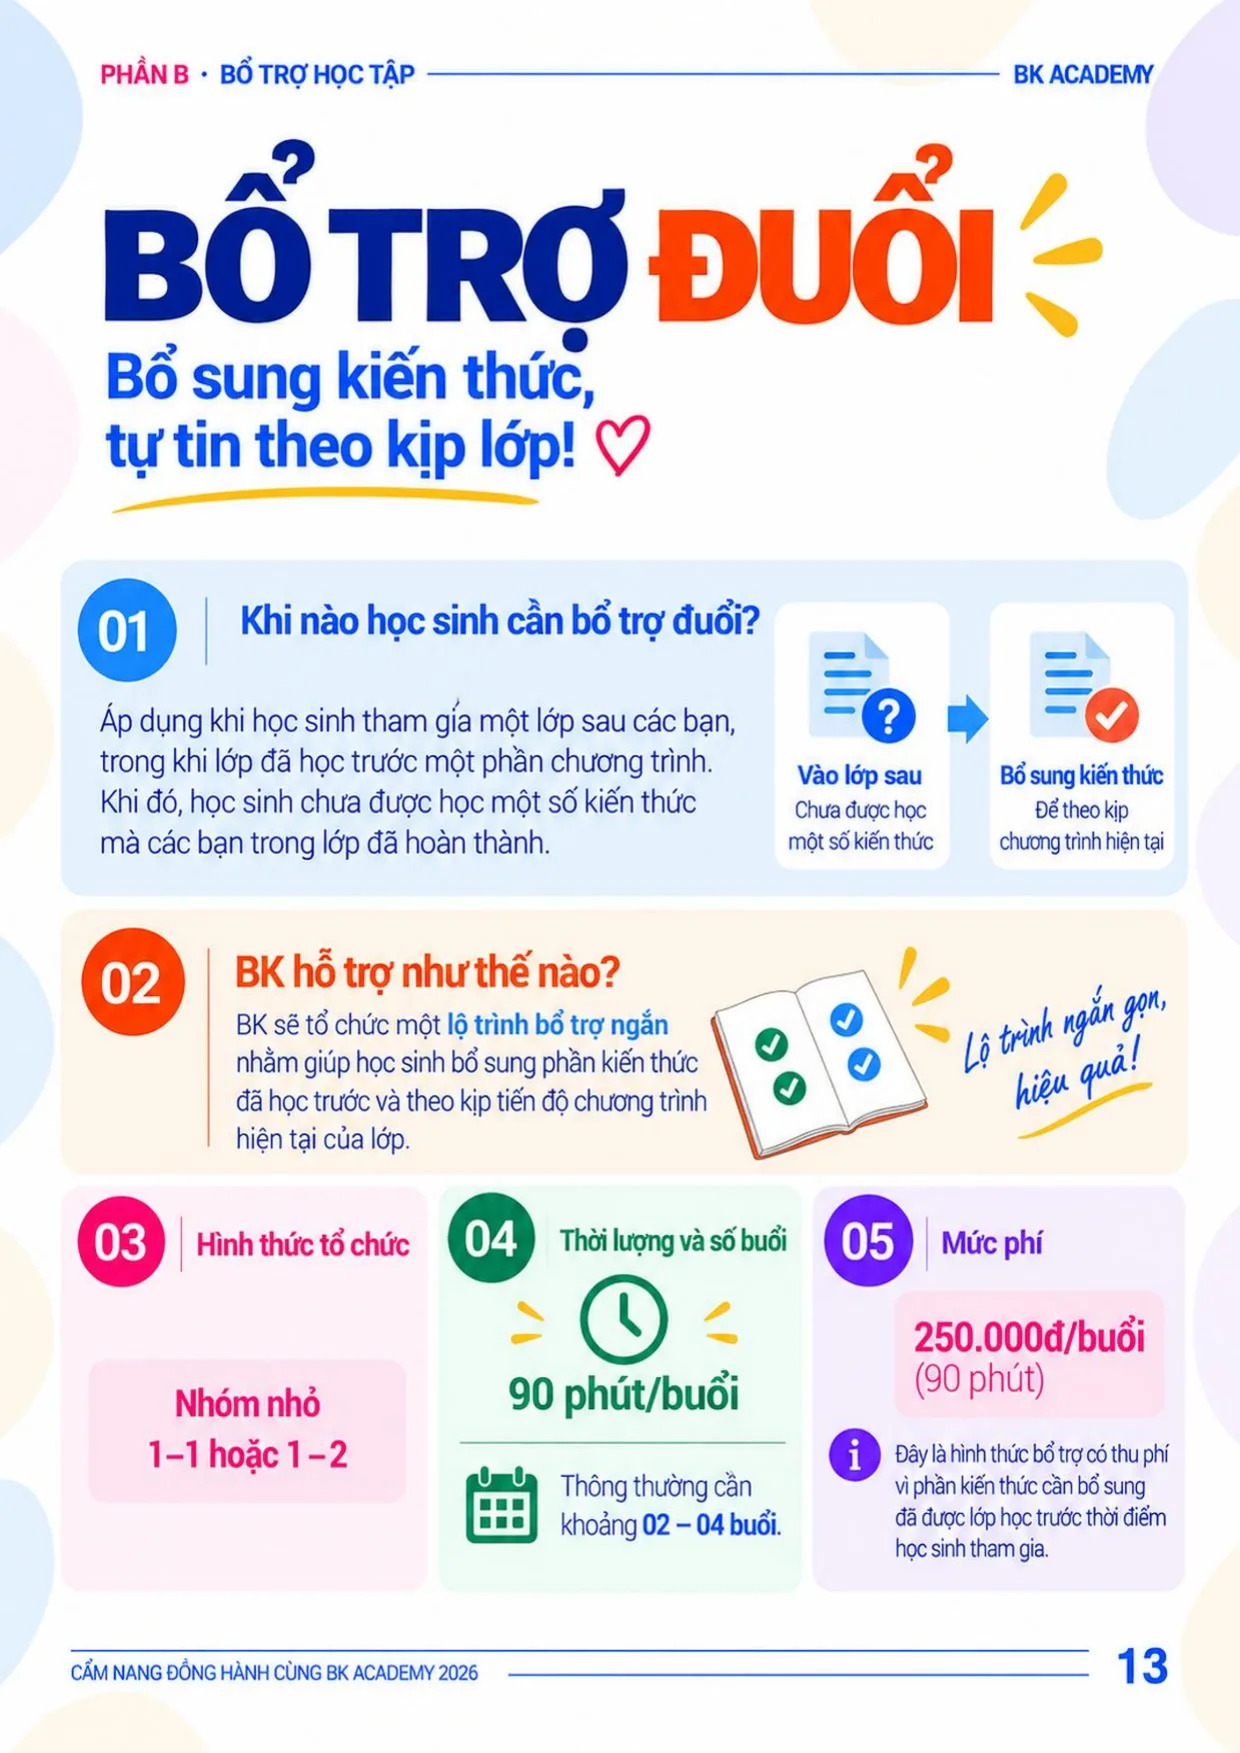 PHẦN B · BỔ TRỢ HỌC TẬP
BK ACADEMY
BỔ TRỢ ĐUỔI
Bổ sung kiến thức,
tự tin theo kịp lớp!
01
Khi nào học sinh cần bổ trợ đuổi?
Áp dụng khi học sinh tham gía một lớp sau các bạn,
trong khi lớp đã học trước một phần chương trình.
Khi đó, học sinh chưa được học một số kiến thức
mà các bạn trong lớp đã hoàn thành.
?
Vào lớp sau
Chưa được học
một số kiến thức
Bổ sung kiến thức
Để theo kịp
chương trình hiện tại
02
BK hỗ trợ như thế nào?
BK sẽ tổ chức một lộ trình bổ trợ ngắn
nhằm giúp học sinh bổ sung phần kiến thức
đã học trước và theo kịp tiến độ chương trình
hiện tại của lớp.
Lộ trình ngắn gọn,
hiệu quả!
03
Hình thức tổ chức
Nhóm nhỏ
1–1 hoặc 1 – 2
04
Thời lượng và số buổi
90 phút/buổi
Thông thường cần
khoảng 02 – 04 buổi.
05
Mức phí
250.000đ/buổi
(90 phút)
i
Đây là hình thức bổ trợ có thu phí
vì phần kiến thức cần bổ sung
đã được lớp học trước thời điểm
học sinh tham gia.
CẨM NANG ĐỒNG HÀNH CÙNG BK ACADEMY 2026
13